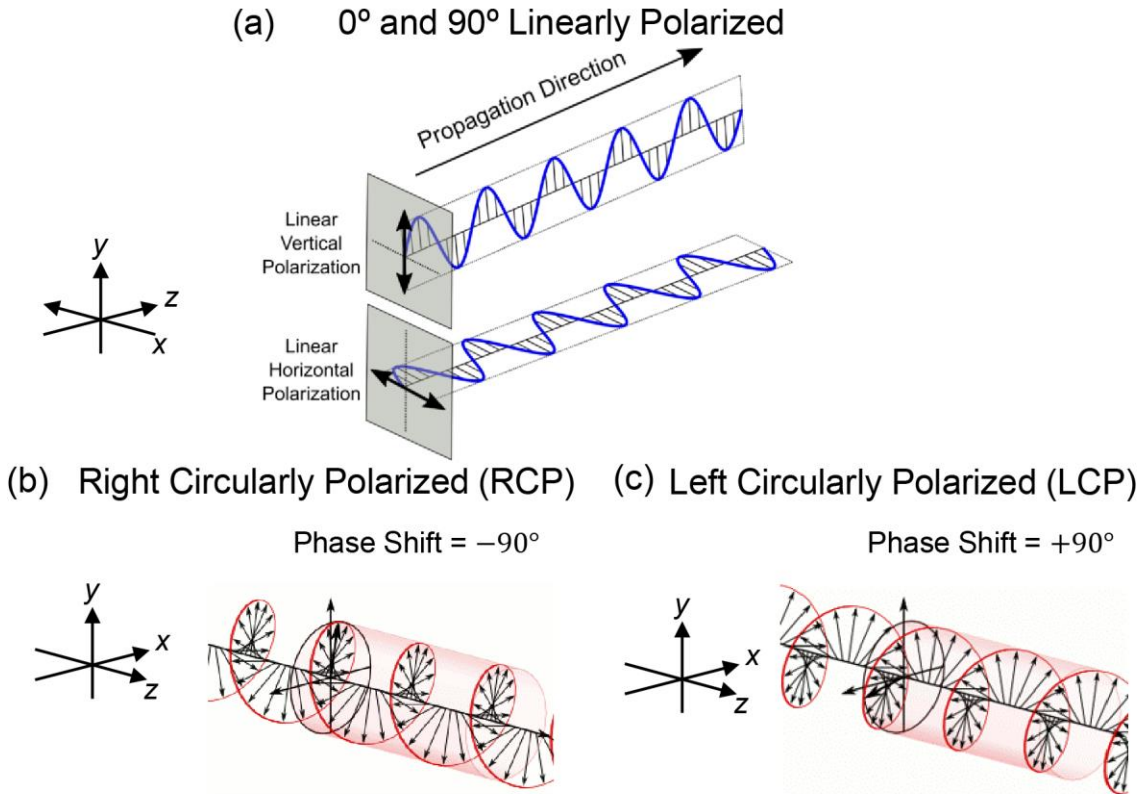 (a) 0º and 90º Linearly Polarized
Propagation Direction
Linear
Vertical
Polarization
y
z
x
Linear
Horizontal
Polarization
(b) Right Circularly Polarized (RCP)
Phase Shift = −90°
y
x
z
(c) Left Circularly Polarized (LCP)
Phase Shift = +90°
y
x
z